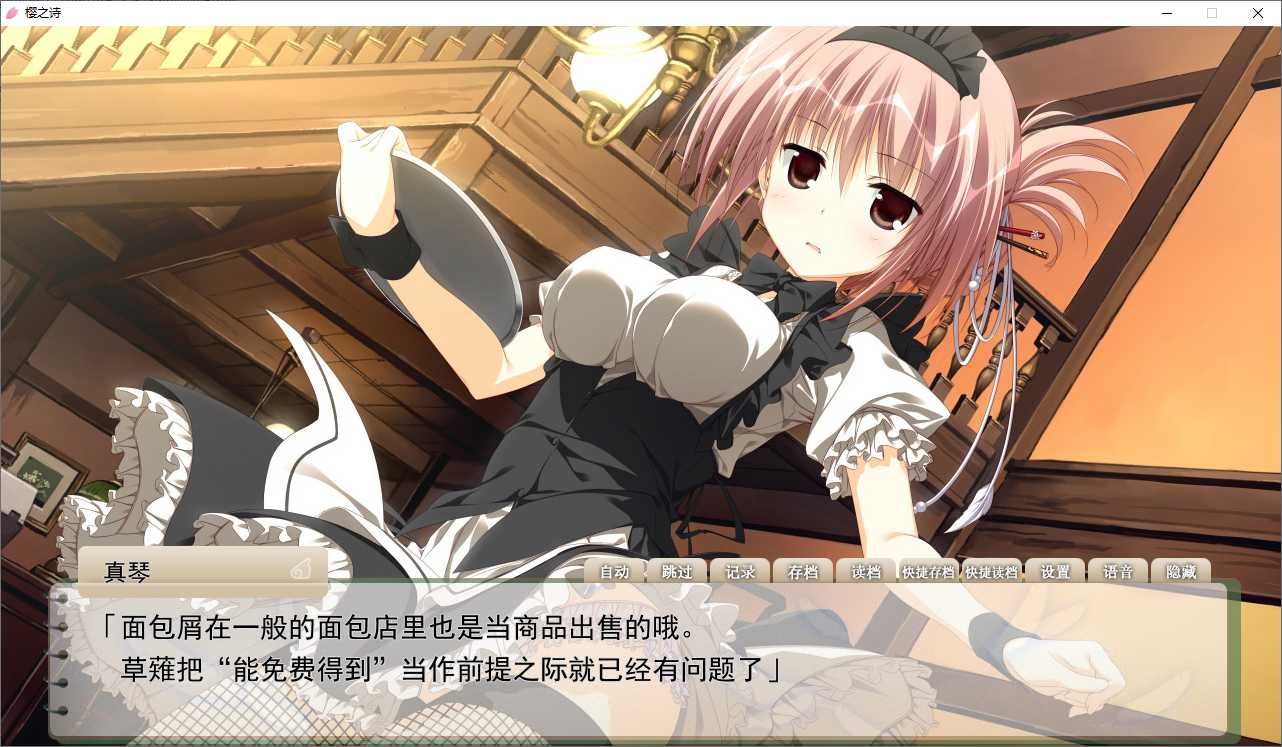 樱之诗
真琴
自动 跳过 记录 存档 读档 快捷存档 快捷读档 设置 语音 隐藏
「面包屑在一般的面包店里也是当商品出售的哦。
草薙把“能免费得到”当作前提之际就已经有问题了」